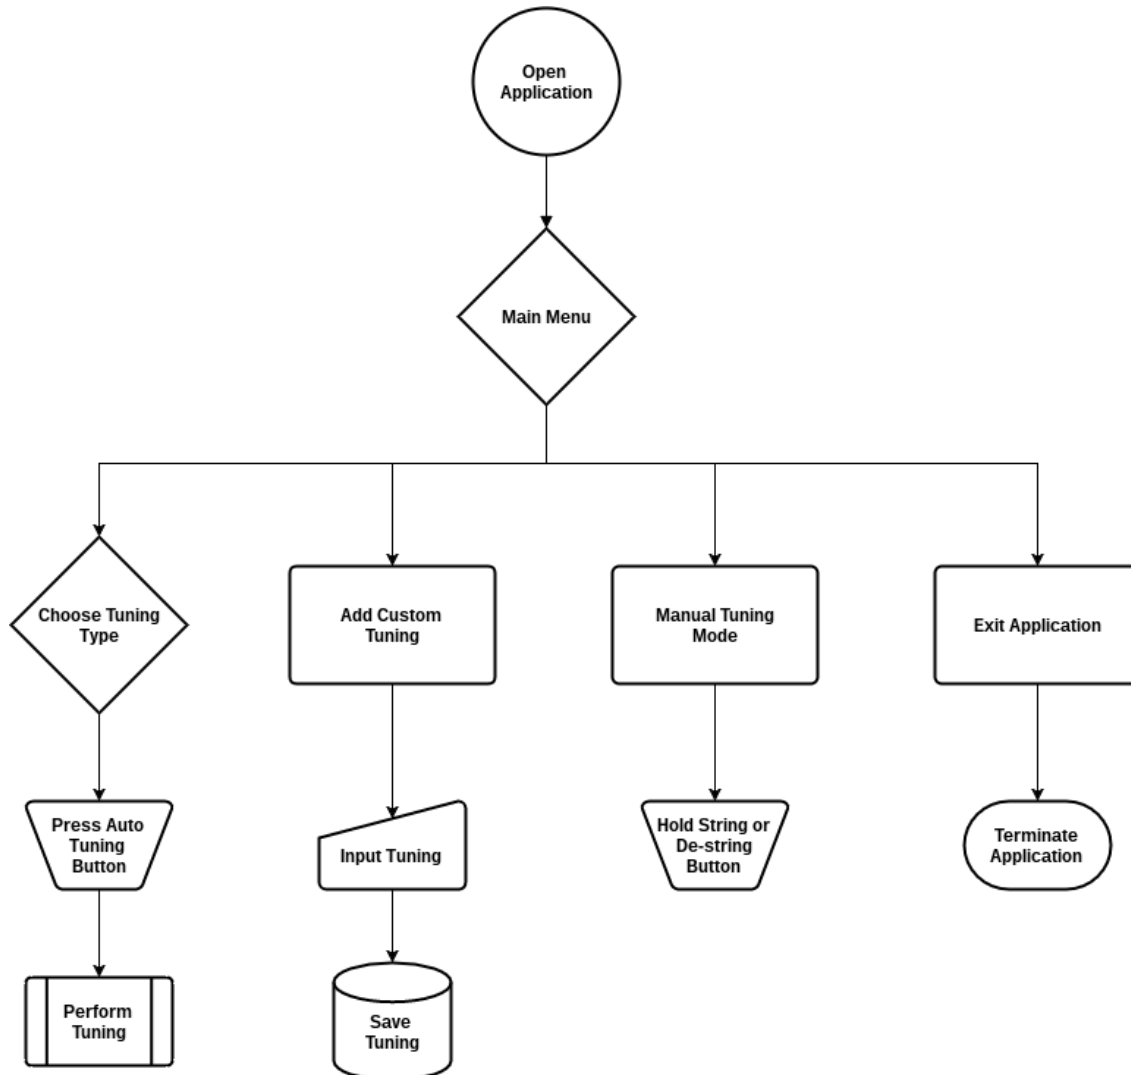 Open
Application
Main Menu
Choose Tuning
Type
Add Custom
Tuning
Manual Tuning
Mode
Exit Application
Press Auto
Tuning
Button
Input Tuning
Hold String or
De-string
Button
Terminate
Application
Perform
Tuning
Save
Tuning